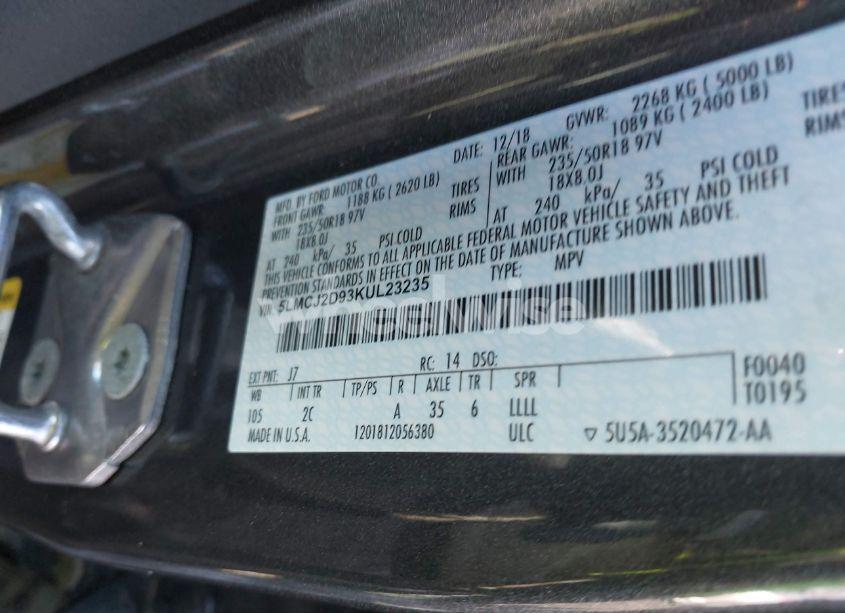 MFD. BY FORD MOTOR CO. DATE: 12/18 GVWR: 2268 KG ( 5000 LB)
FRONT GAWR: 1188 KG ( 2620 LB) REAR GAWR: 1089 KG ( 2400 LB)
WITH 235/50R18 97V TIRES WITH 235/50R18 97V TIRES
18X8.0J RIMS 18X8.0J RIMS
AT 240 kPa/ 35 PSI COLD AT 240 kPa/ 35 PSI COLD
THIS VEHICLE CONFORMS TO ALL APPLICABLE FEDERAL MOTOR VEHICLE SAFETY AND THEFT
PREVENTION STANDARDS IN EFFECT ON THE DATE OF MANUFACTURE SHOWN ABOVE.
VIN: 5LMCJ2D93KUL23235 TYPE: MPV
wheelwise
EXT PNT: J7 RC: 14 DSO: F0040
WB INT TR TP/PS R AXLE TR SPR T0195
105 2C A 35 6 LLLL
MADE IN U.S.A. 1201812056380 ULC ▽ 5U5A-3520472-AA